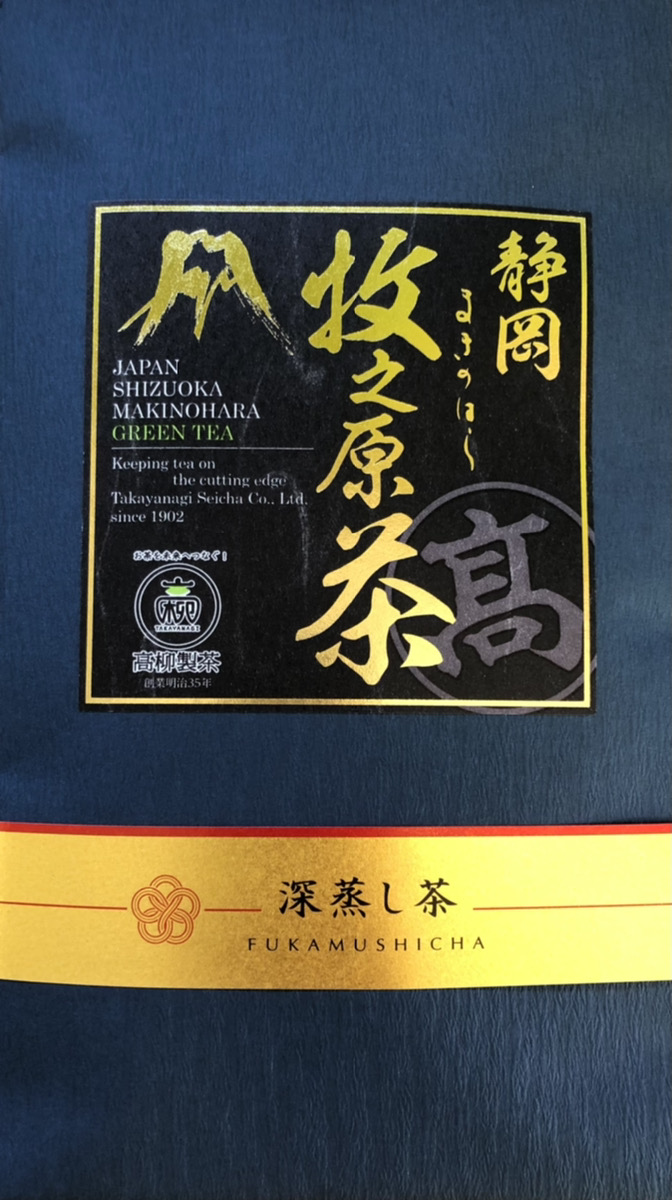 静岡
まきのはら
牧之原茶
JAPAN
SHIZUOKA
MAKINOHARA
GREEN TEA
Keeping tea on
the cutting edge
Takayanagi Seicha Co., Ltd.
since 1902
お茶を未来へつなぐ!
柳
TAKAYANAGI
髙柳製茶
創業明治35年
髙
深蒸し茶
FUKAMUSHICHA